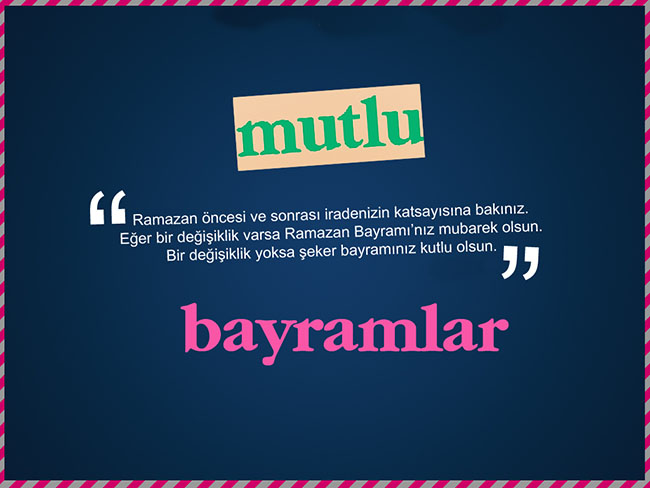 mutlu
“
Ramazan öncesi ve sonrası iradenizin katsayısına bakınız.
Eğer bir değişiklik varsa Ramazan Bayramı’nız mubarek olsun.
Bir değişiklik yoksa şeker bayramınız kutlu olsun.
”
bayramlar